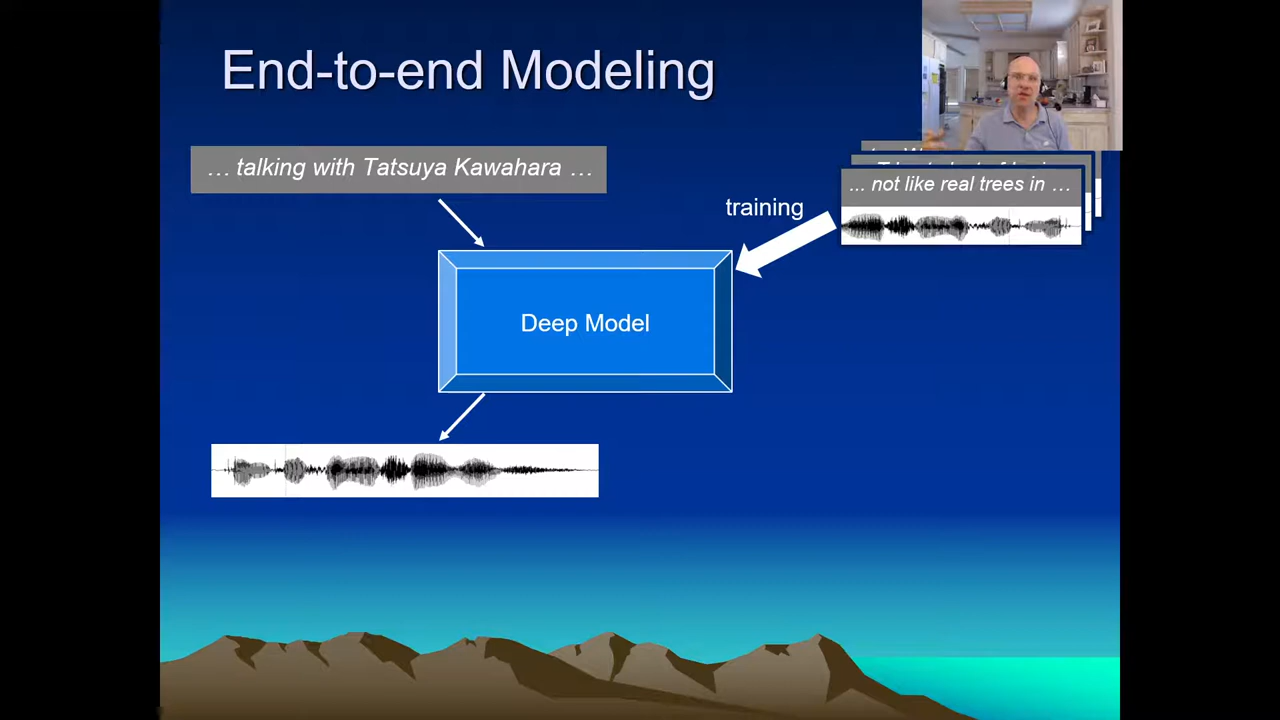 End-to-end Modeling
… talking with Tatsuya Kawahara …
training
... not like real trees in …
Deep Model